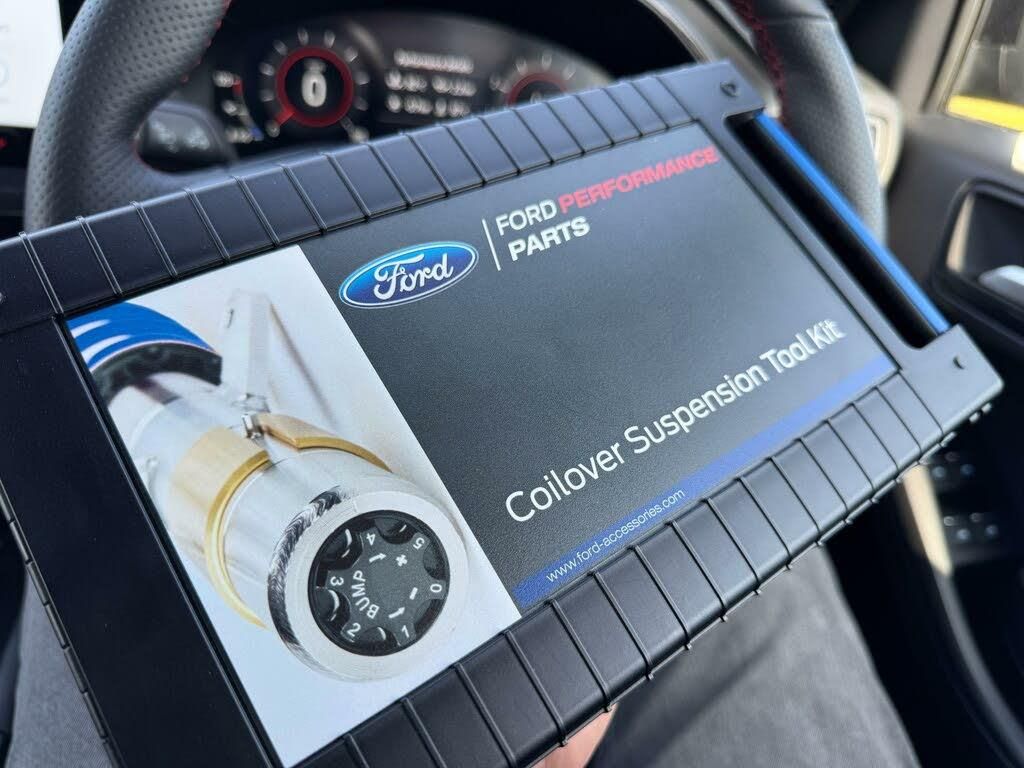 0
Ford
FORD PERFORMANCE
PARTS
Coilover Suspension Tool Kit
www.ford-accessories.com
BUMP
+
-
0
1
2
3
4
5